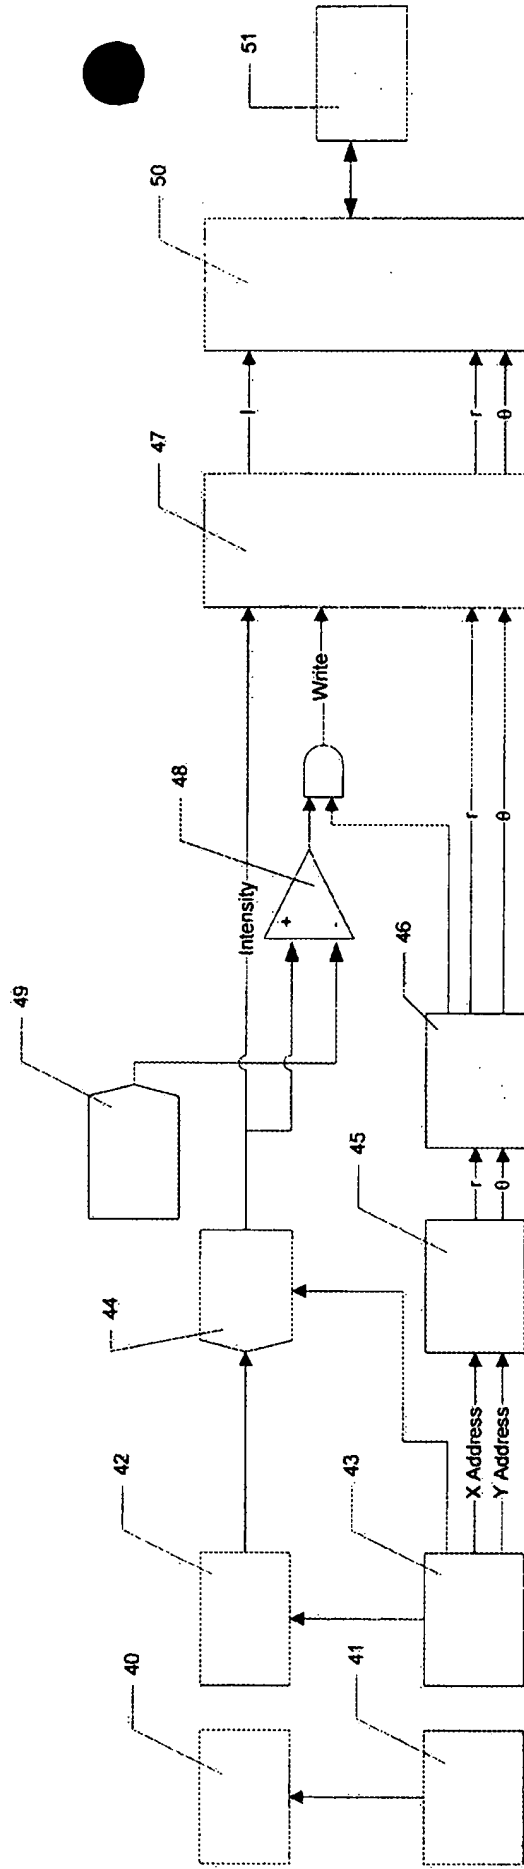 40
41
42
43
X Address
Y Address
44
45
r
θ
46
49
Intensity
+
-
48
Write
r
θ
47
I
r
θ
50
51